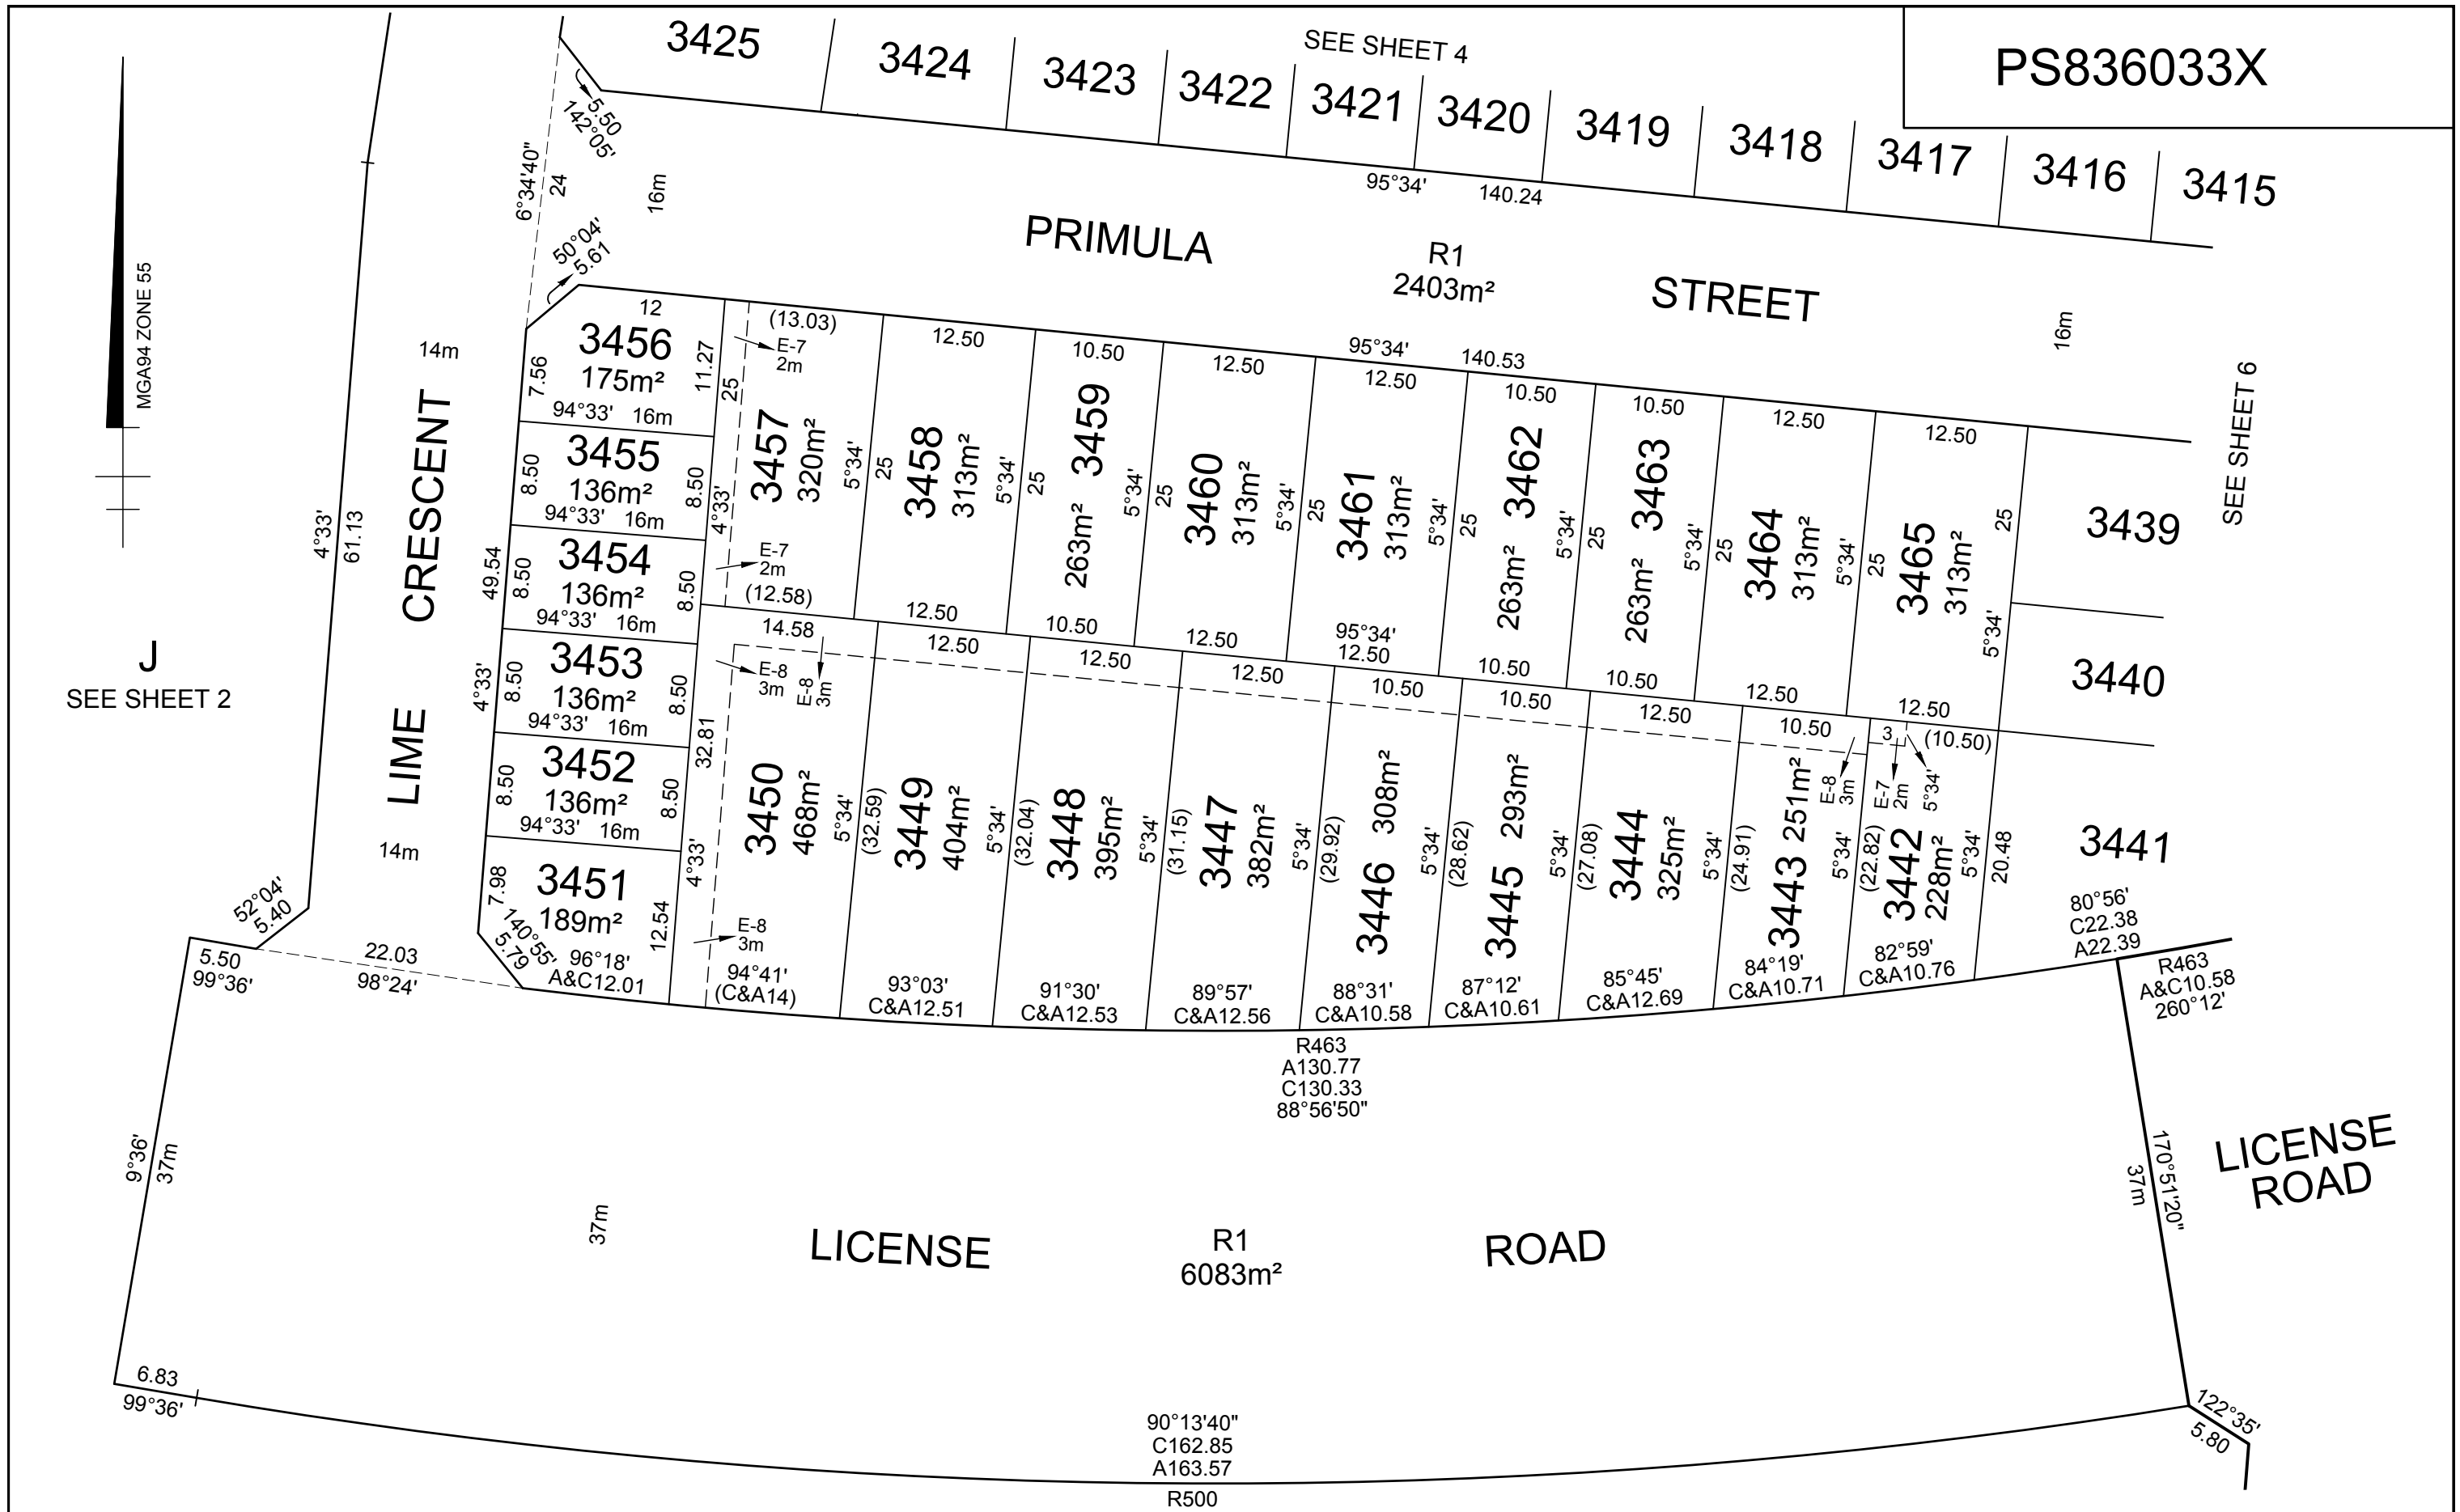 PS836033X
SEE SHEET 4
3425
3424
3423
3422
3421
3420
3419
3418
3417
3416
3415
5.50
142°05'
6°34'40"
24
16m
95°34' 140.24
50°04'
5.61
PRIMULA
STREET
R1
2403m²
16m
SEE SHEET 6
MGA94 ZONE 55
J
SEE SHEET 2
4°33'
61.13
LIME CRESCENT
14m
14m
49.54
4°33'
12
3456
175m²
7.56
11.27
94°33' 16m
3455
136m²
8.50
8.50
94°33' 16m
3454
136m²
8.50
8.50
94°33' 16m
3453
136m²
8.50
8.50
94°33' 16m
3452
136m²
8.50
8.50
94°33' 16m
3451
189m²
7.98
12.54
140°55'
5.79
96°18'
A&C12.01
(13.03)
E-7
2m
25
3457
320m²
4°33'
E-7
2m
(12.58)
5°34'
25
12.50
3458
313m²
12.50
5°34'
25
10.50
3459
263m²
10.50
5°34'
25
12.50
3460
313m²
12.50
5°34'
25
95°34' 140.53
12.50
3461
313m²
95°34'
12.50
5°34'
25
10.50
3462
263m²
10.50
5°34'
25
10.50
3463
263m²
10.50
5°34'
25
12.50
3464
313m²
12.50
5°34'
25
12.50
3465
313m²
12.50
25
5°34'
3439
3440
3441
14.58
E-8
3m
E-8
3m
32.81
3450
468m²
4°33'
E-8
3m
94°41'
(C&A14)
5°34'
(32.59)
12.50
3449
404m²
93°03'
C&A12.51
5°34'
(32.04)
12.50
3448
395m²
91°30'
C&A12.53
5°34'
(31.15)
12.50
3447
382m²
89°57'
C&A12.56
5°34'
(29.92)
10.50
3446 308m²
88°31'
C&A10.58
5°34'
(28.62)
10.50
3445 293m²
87°12'
C&A10.61
5°34'
(27.08)
12.50
3444
325m²
85°45'
C&A12.69
5°34'
(24.91)
10.50
3443 251m²
E-8
3m
84°19'
C&A10.71
5°34'
(22.82)
3
(10.50)
E-7
2m
5°34'
3442
228m²
82°59'
C&A10.76
5°34'
20.48
80°56'
C22.38
A22.39
R463
A&C10.58
260°12'
52°04'
5.40
5.50
99°36'
22.03
98°24'
R463
A130.77
C130.33
88°56'50"
9°36'
37m
37m
LICENSE
ROAD
R1
6083m²
170°51'20"
37m
LICENSE
ROAD
6.83
99°36'
90°13'40"
C162.85
A163.57
R500
122°35'
5.80